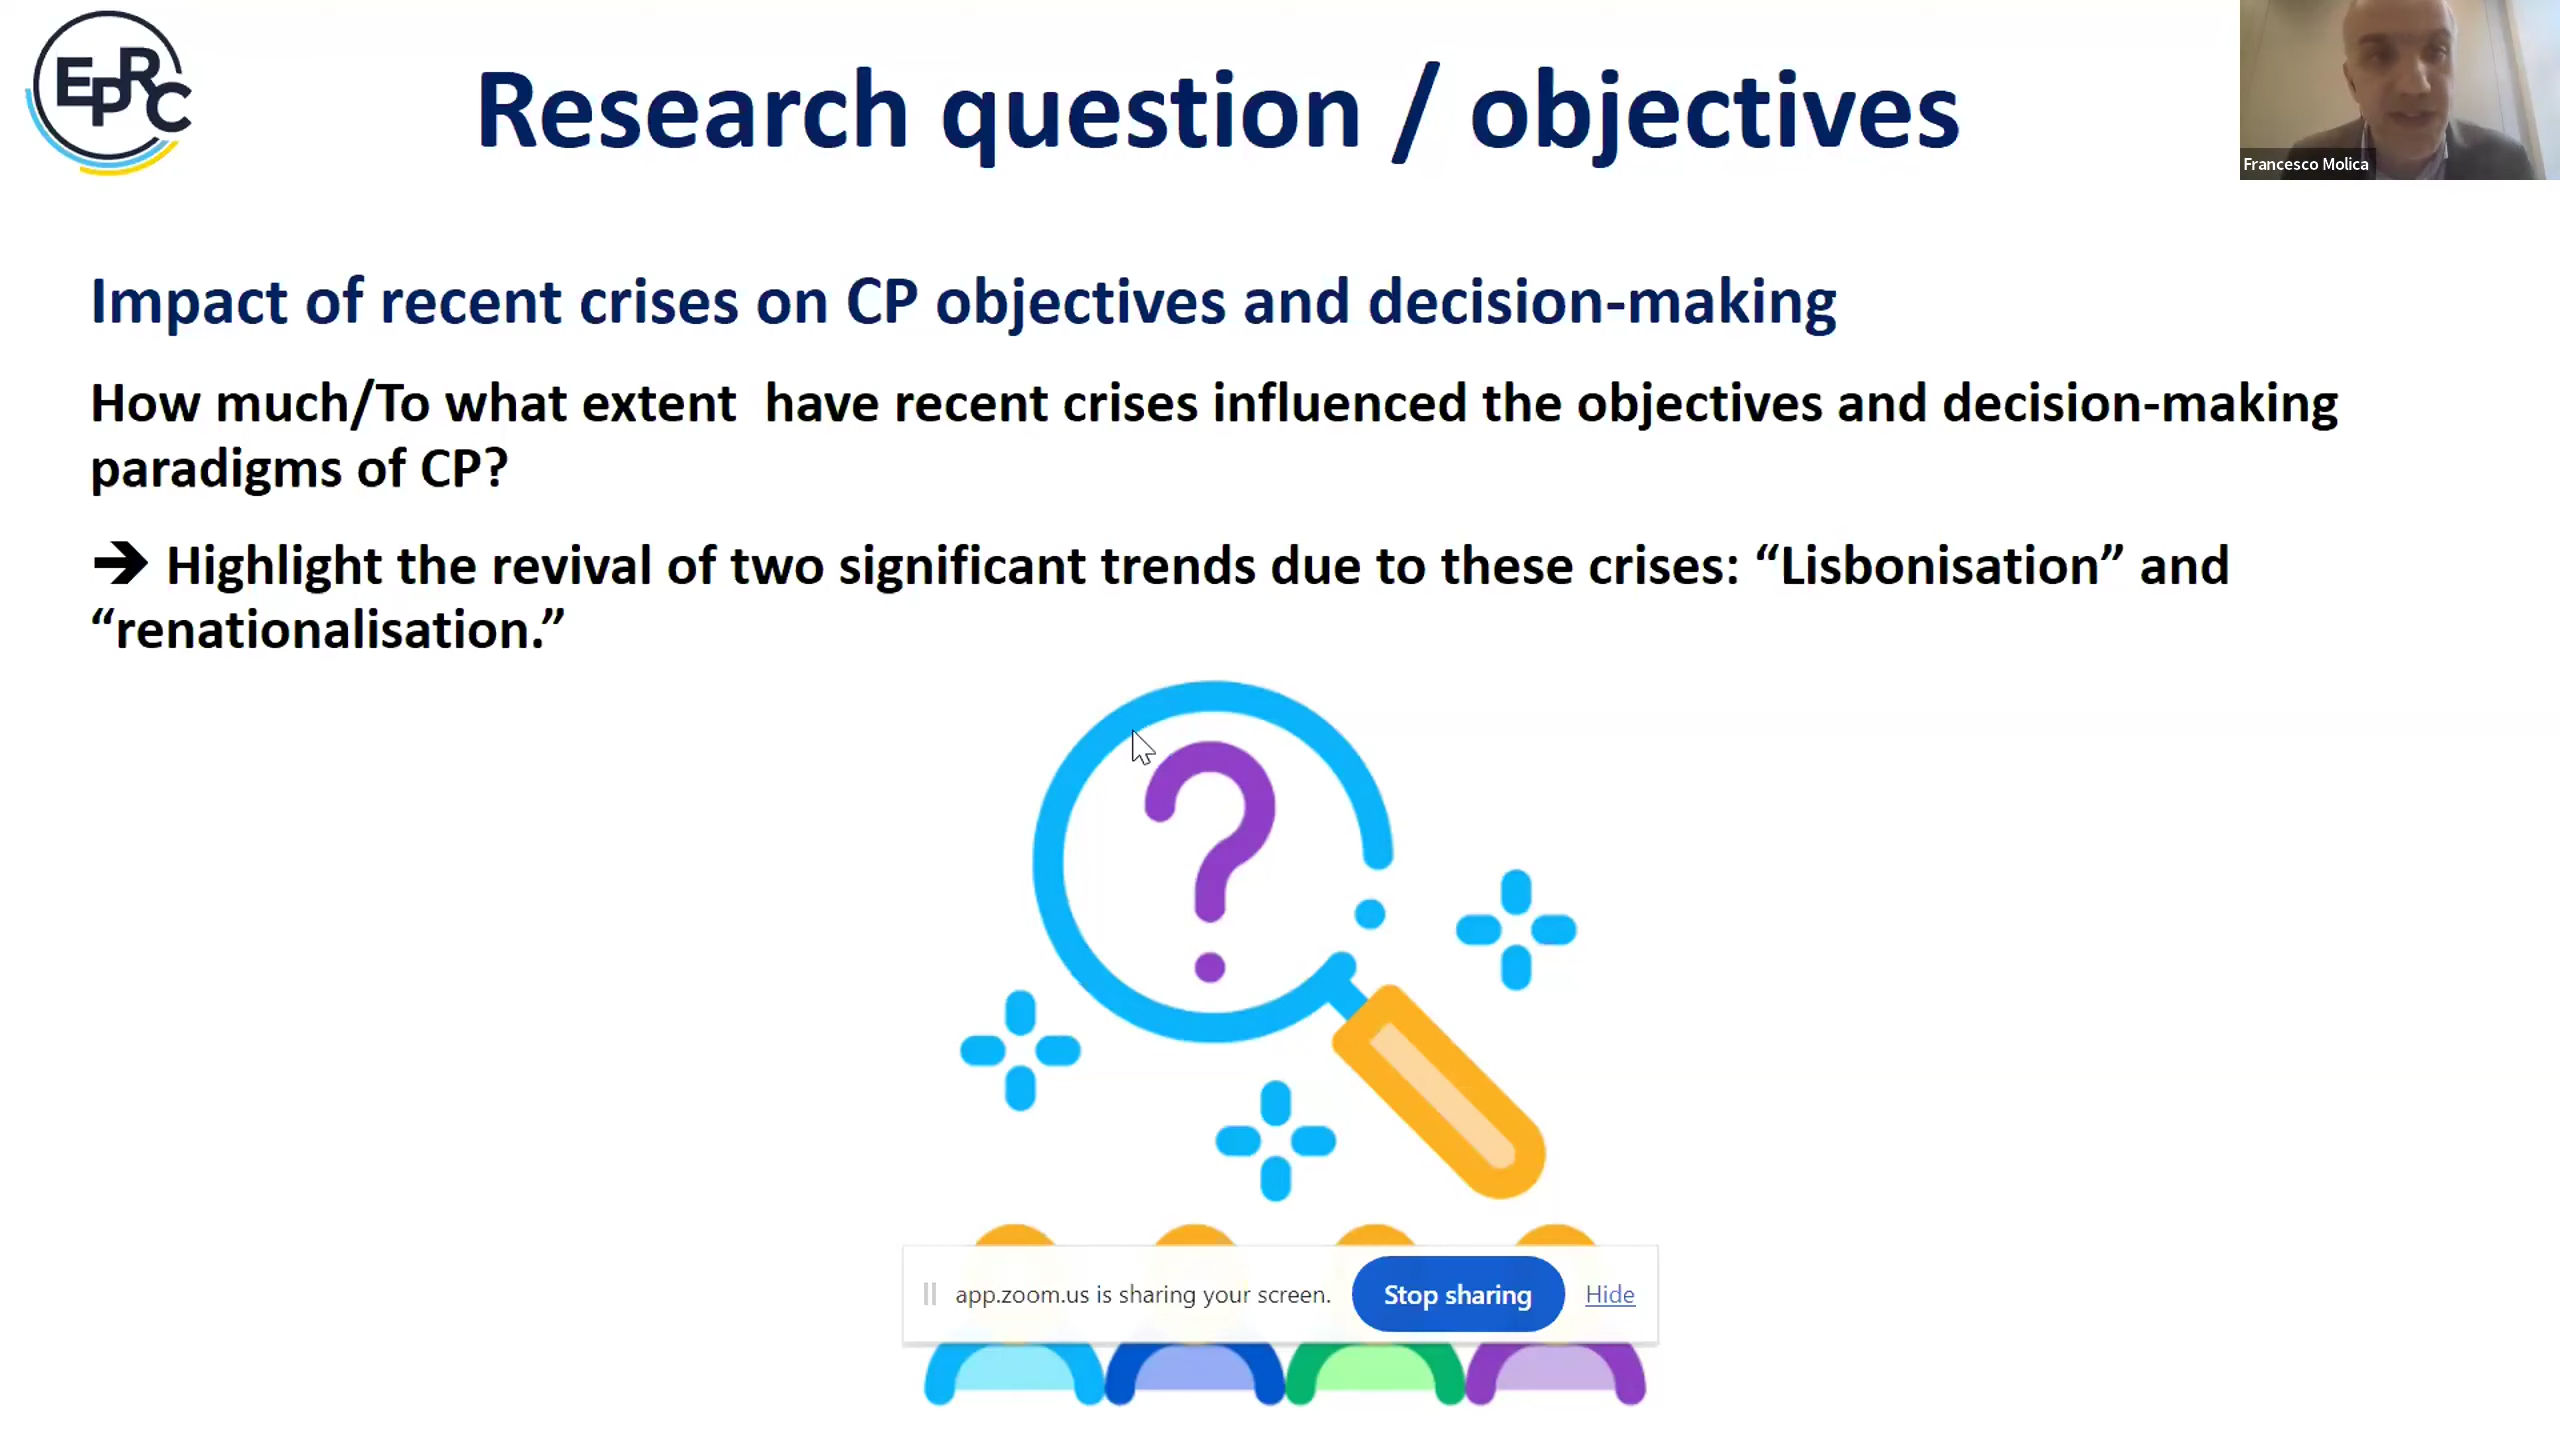 EPRC
Research question / objectives
Francesco Molica
Impact of recent crises on CP objectives and decision-making
How much/To what extent  have recent crises influenced the objectives and decision-making
paradigms of CP?
➔ Highlight the revival of two significant trends due to these crises: “Lisbonisation” and
“renationalisation.”
?
app.zoom.us is sharing your screen. Stop sharing Hide